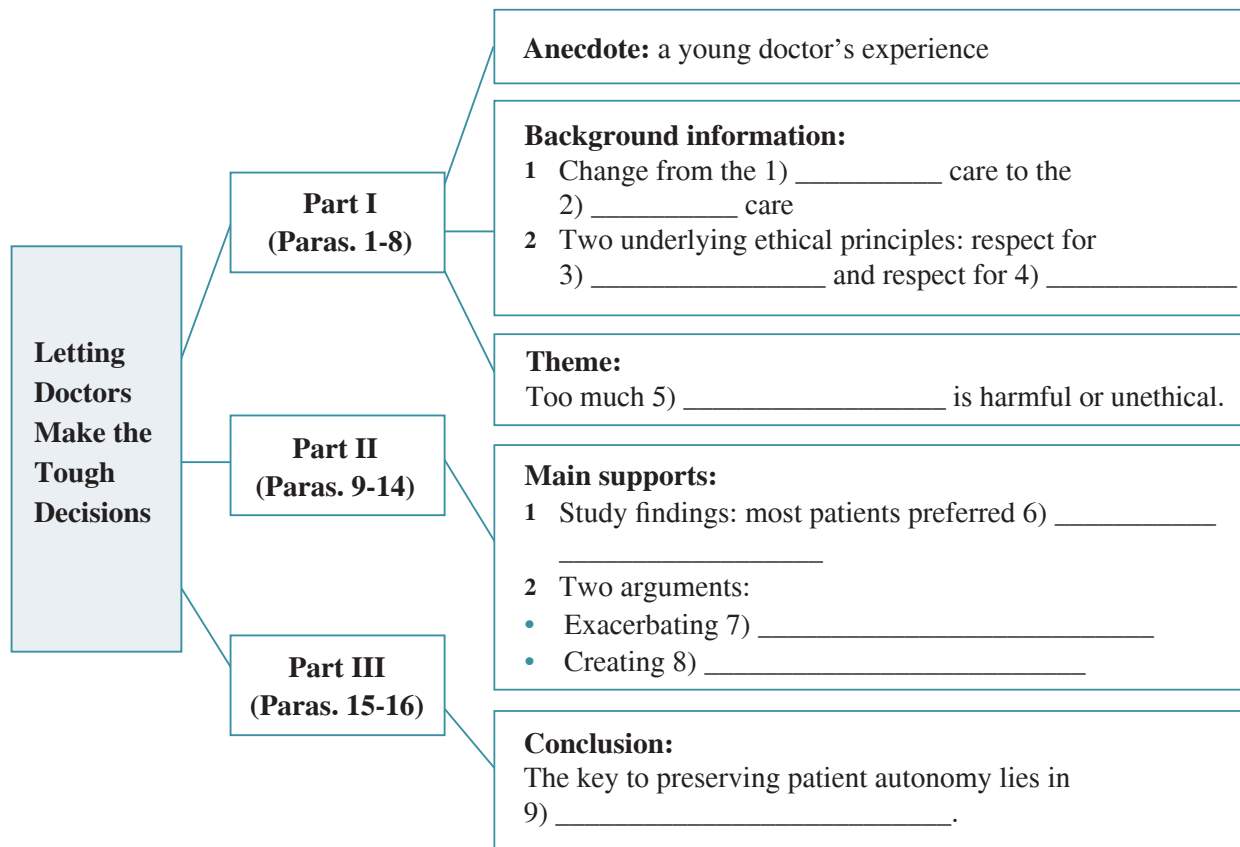 Letting
Doctors
Make the
Tough
Decisions
Part I
(Paras. 1-8)
Anecdote: a young doctor’s experience
Background information:
1 Change from the 1) __________ care to the
2) __________ care
2 Two underlying ethical principles: respect for
3) ________________ and respect for 4) _____________
Theme:
Too much 5) __________________ is harmful or unethical.
Part II
(Paras. 9-14)
Main supports:
1 Study findings: most patients preferred 6) ___________
__________________
2 Two arguments:
• Exacerbating 7) ___________________________
• Creating 8) __________________________
Part III
(Paras. 15-16)
Conclusion:
The key to preserving patient autonomy lies in
9) ___________________________.